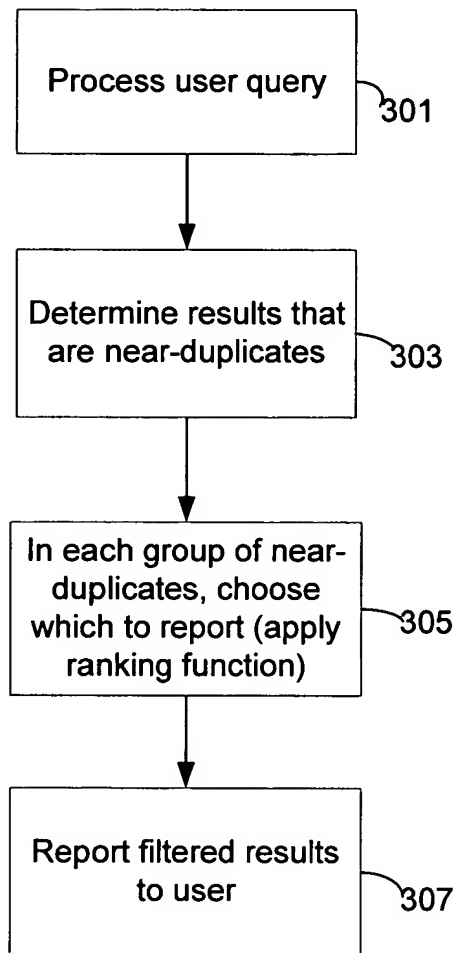 Process user query
301
Determine results that
are near-duplicates
303
In each group of near-
duplicates, choose
which to report (apply
ranking function)
305
Report filtered results
to user
307